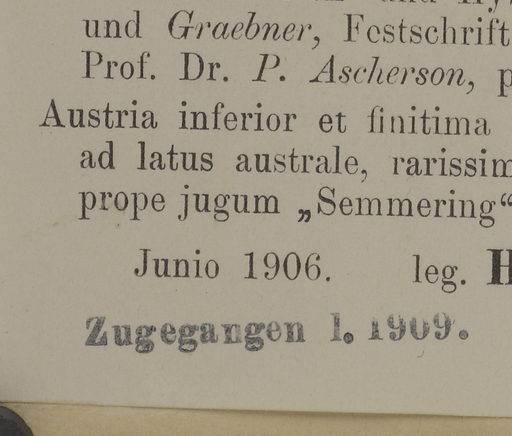 und Graebner, Festschrift
Prof. Dr. P. Ascherson,
Austria inferior et finitima
ad latus australe, rarissim
prope jugum „Semmering“
Junio 1906. leg. H
Zugegangen 1. 1909.